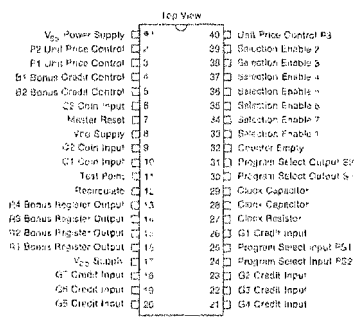 Top View
V_SS Power Supply 1
P2 Unit Price Control 2
P1 Unit Price Control 3
B1 Bonus Credit Control 4
B2 Bonus Credit Control 5
C2 Coin Input 6
Master Reset 7
Supply 8
G2 Coin Input 9
G1 Coin Input 10
Test Point 11
Recirculate 12
R4 Bonus Register Output 13
R3 Bonus Register Output 14
R2 Bonus Register Output 15
R1 Bonus Register Output 16
Supply 17
G7 Credit Input 18
G6 Credit Input 19
G5 Credit Input 20
40 Unit Price Control P3
39 Selection Enable 2
38 Selection Enable 3
37 Selection Enable 4
36 Selection Enable 5
35 Selection Enable 6
34 Selection Enable 7
33 Selection Enable 1
32 Counter Empty
31 Program Select Output
30 Program Select Output
29 Clock Capacitor
28 Clock Capacitor
27 Clock Resistor
26 G1 Credit Input
25 Program Select Input PS1
24 Program Select Input PS2
23 G2 Credit Input
22 G3 Credit Input
21 G4 Credit Input